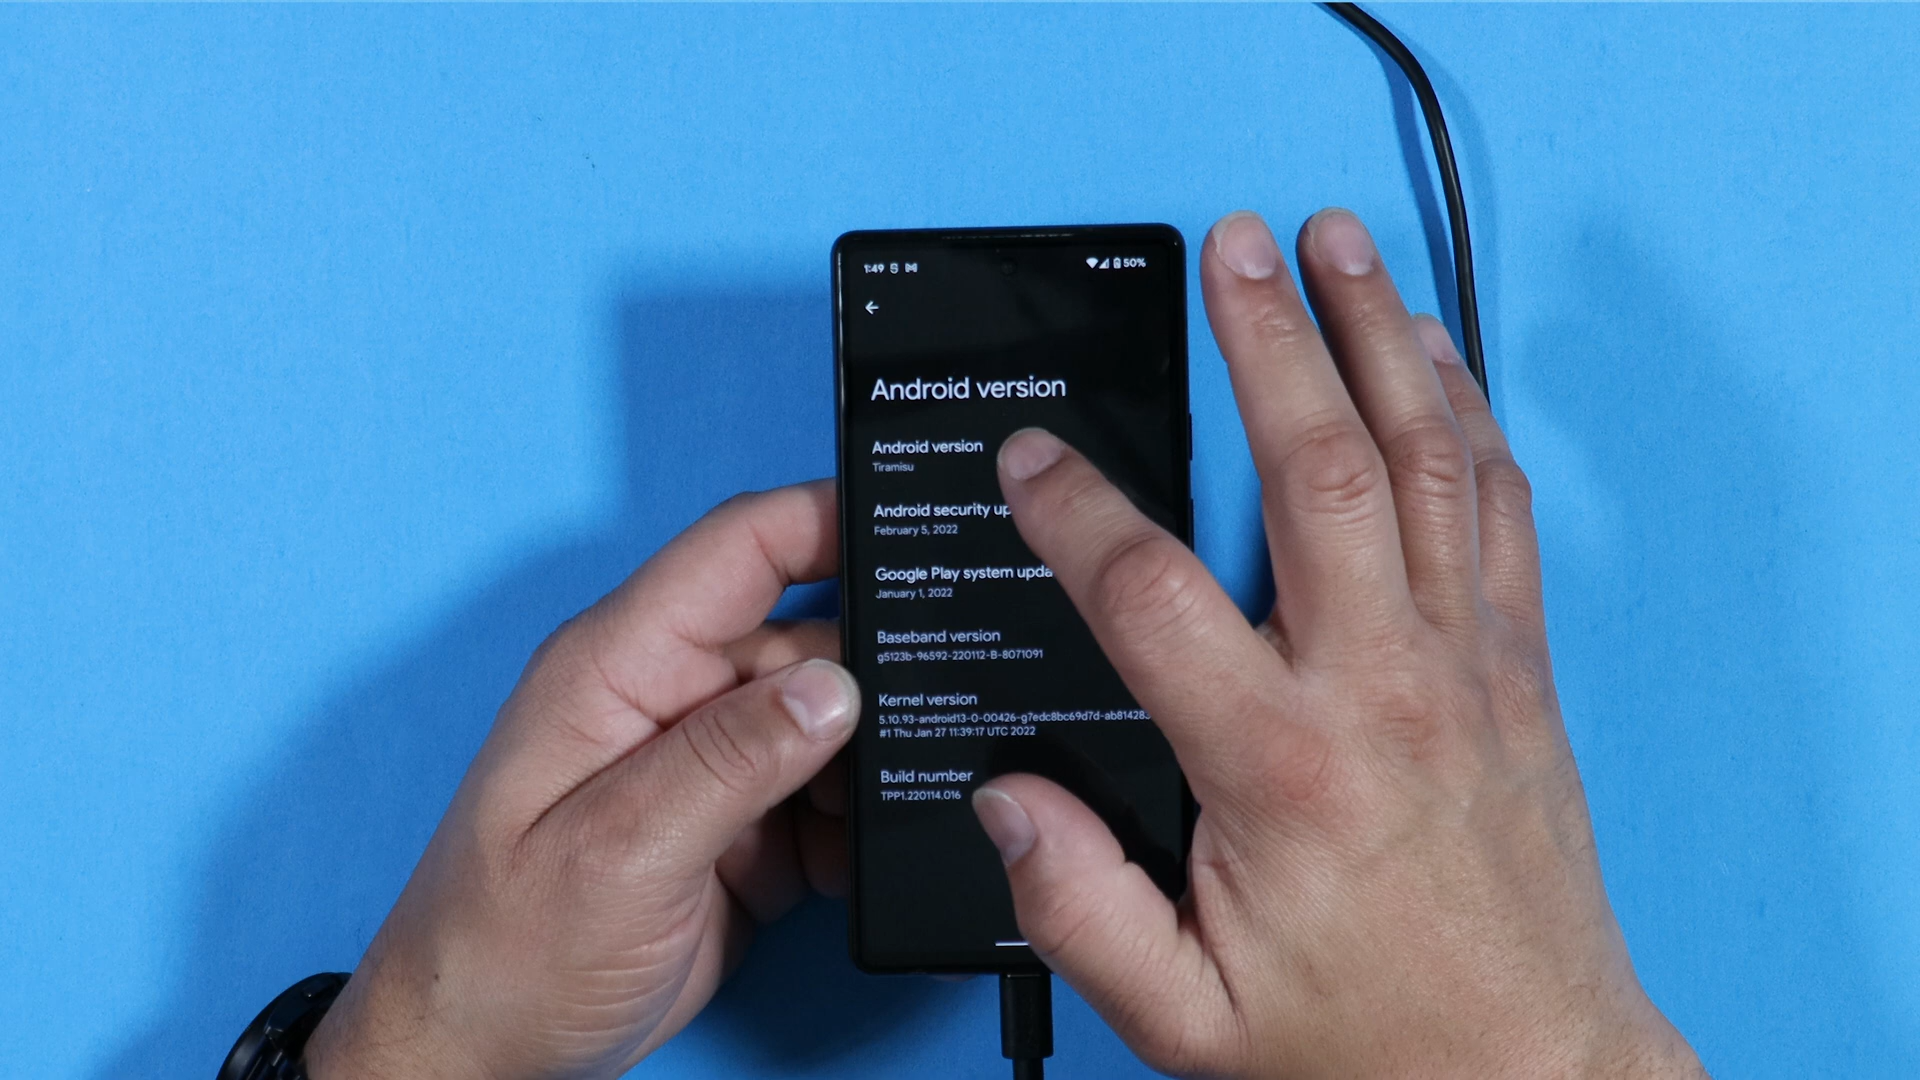 1:49 50%
Android version
Android version
Tiramisu
Android security up
February 5, 2022
Google Play system upda
January 1, 2022
Baseband version
g5123b-96592-220112-B-8071091
Kernel version
5.10.93-android13-0-00426-g7edc8bc69d7d-ab81428
#1 Thu Jan 27 11:39:17 UTC 2022
Build number
TPP1.220114.016